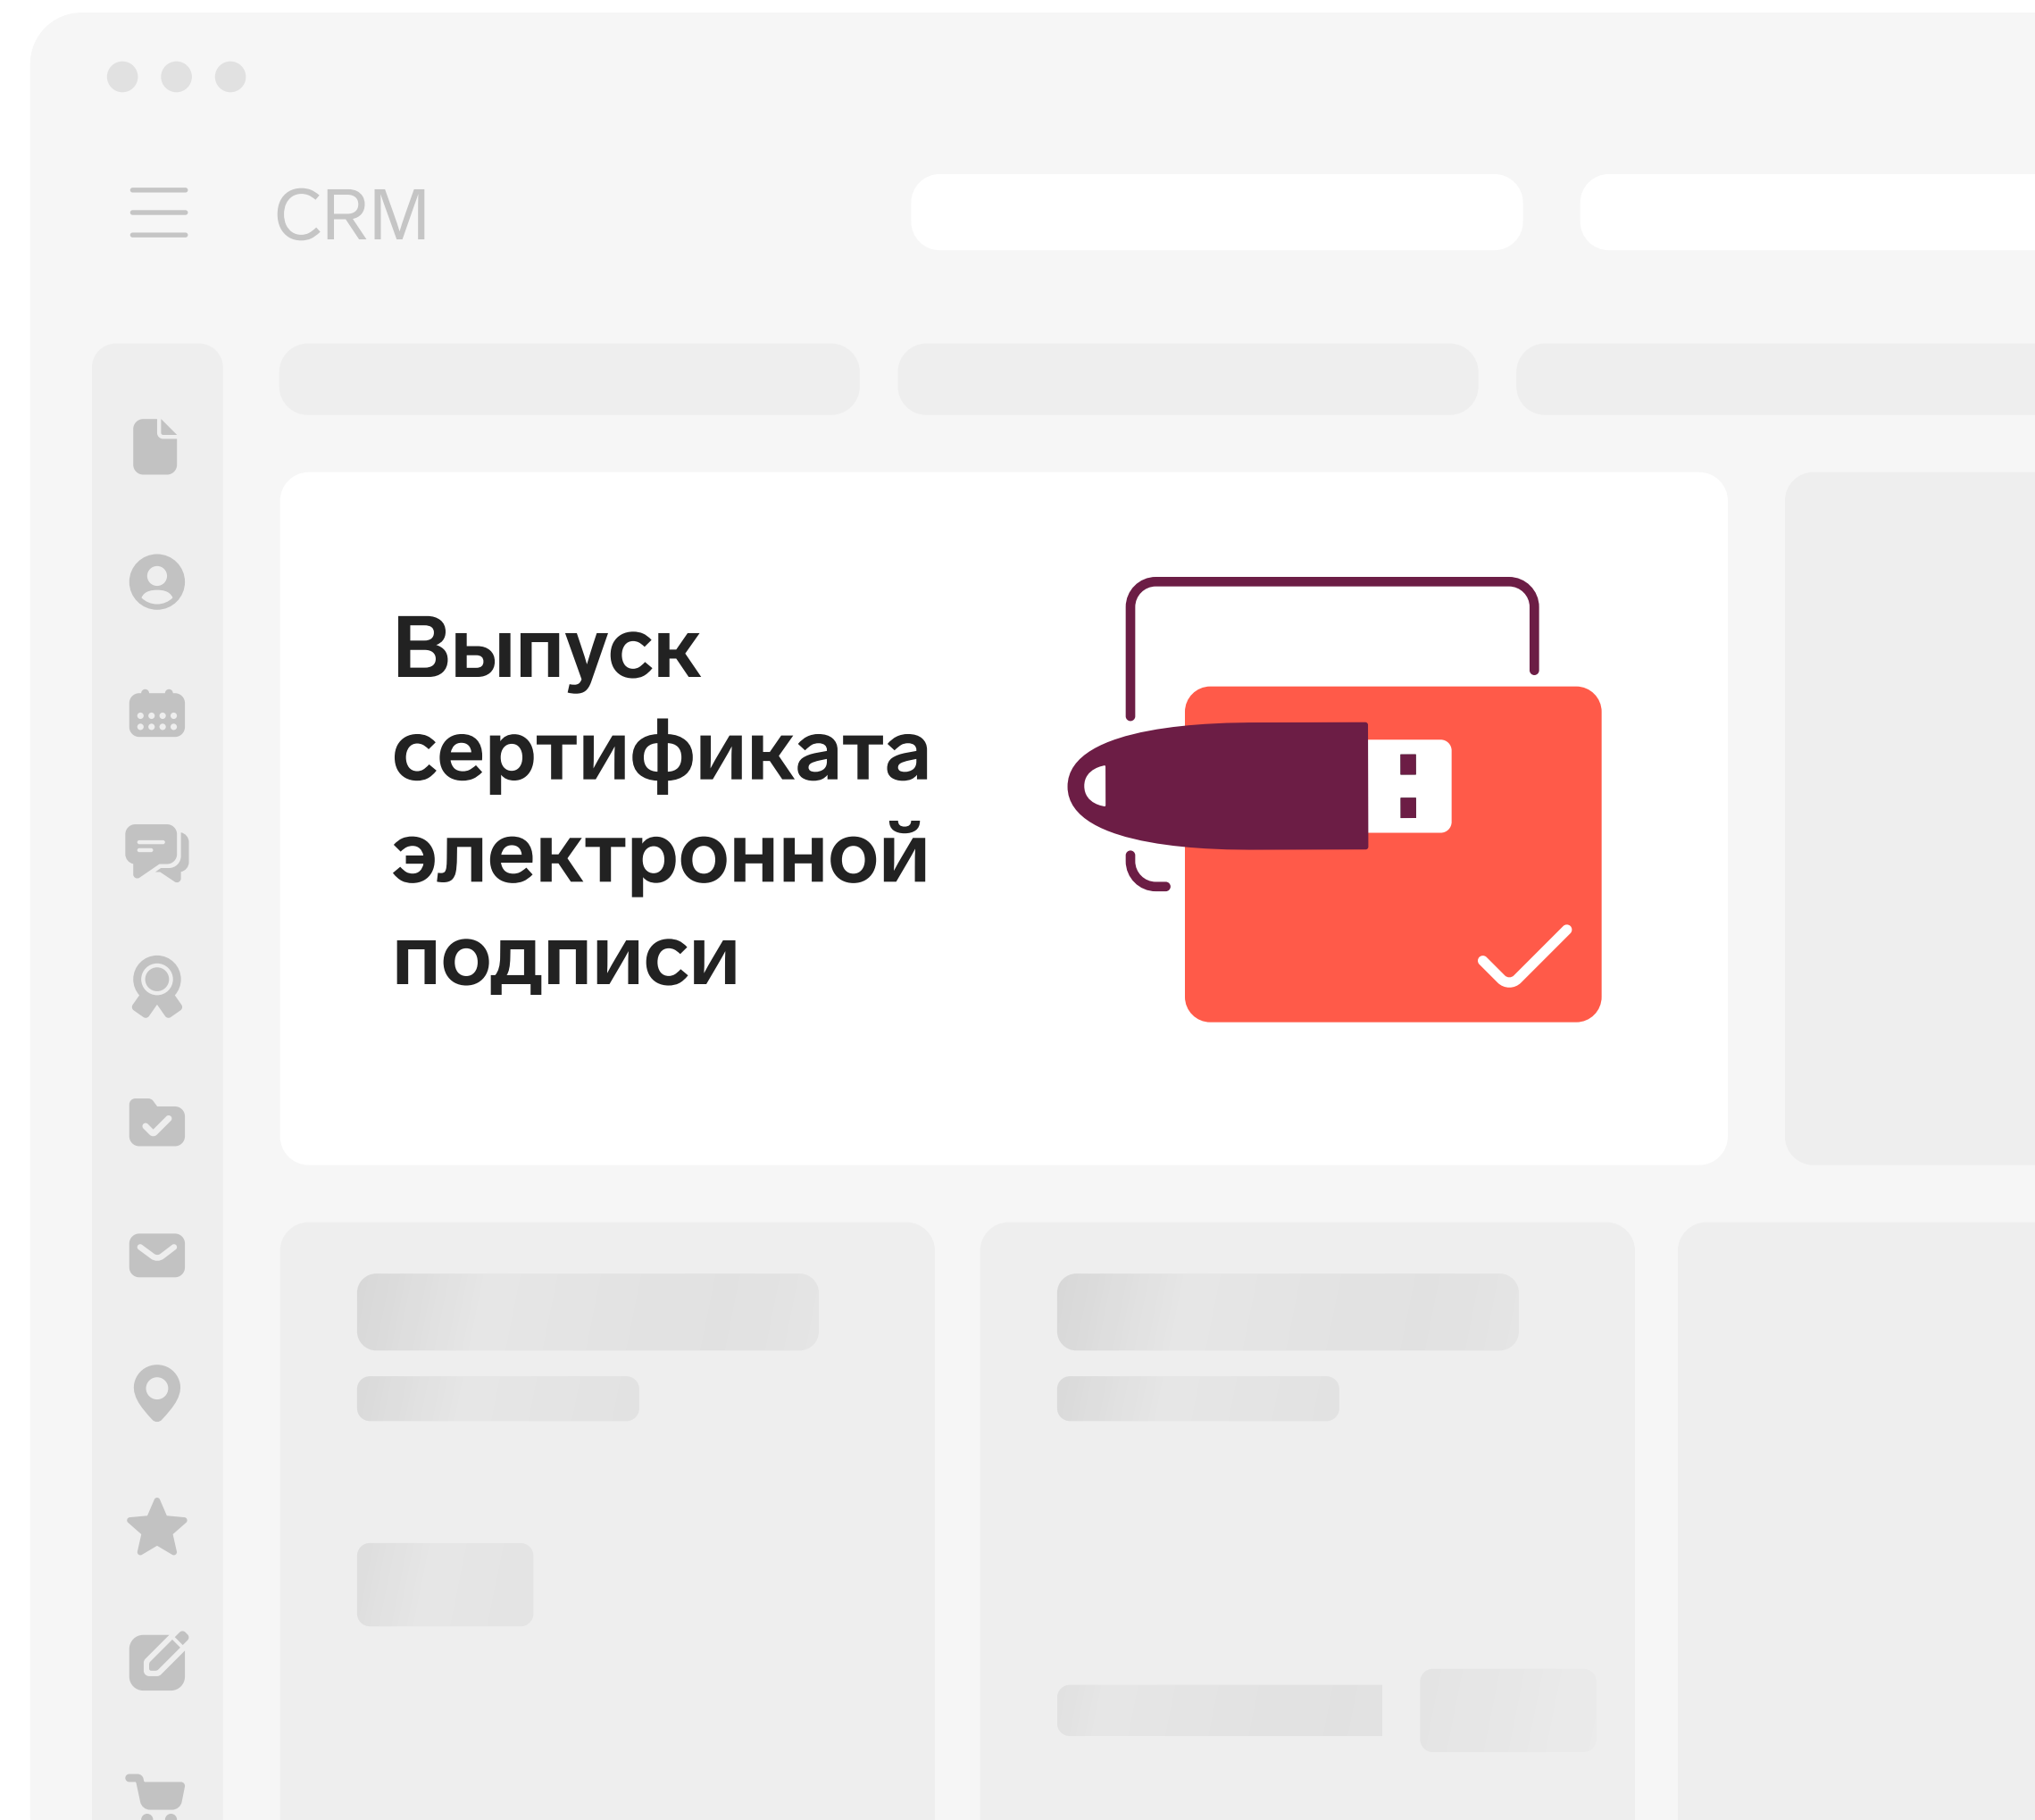 CRM
Выпуск
сертификата
электронной
подписи